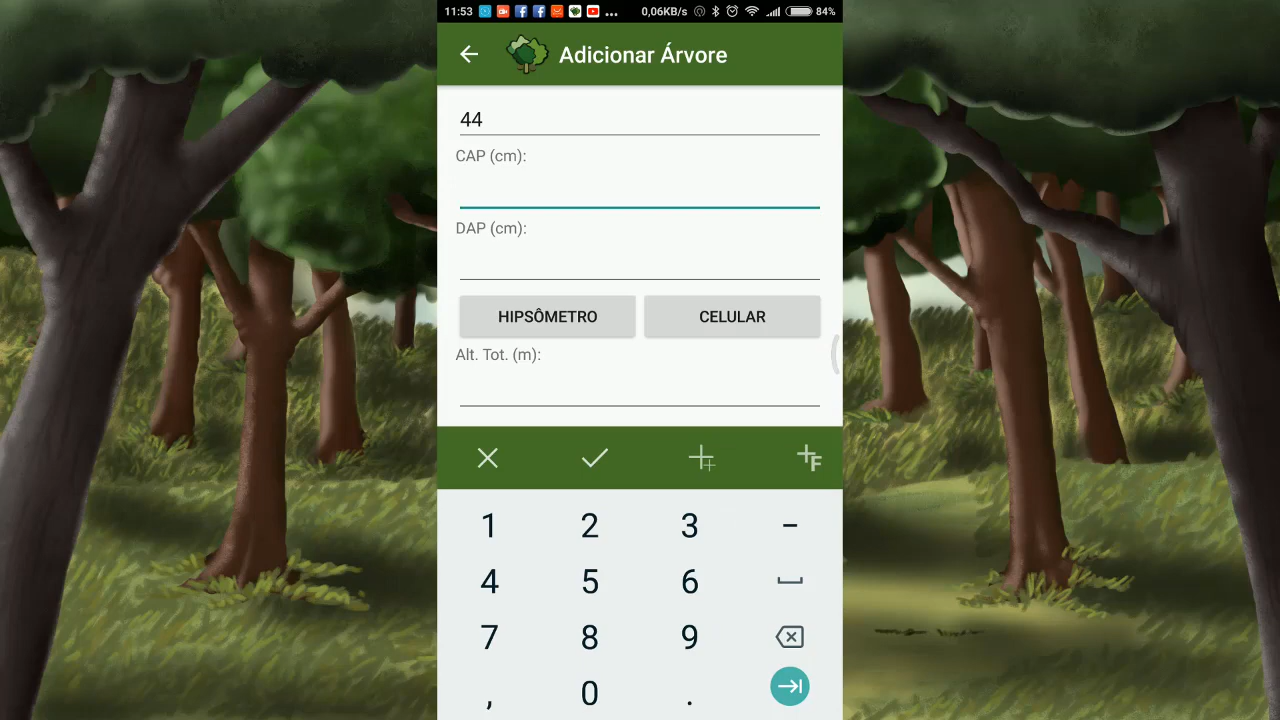 11:53 ... 0,06KB/s 84%
Adicionar Árvore
44
CAP (cm):
DAP (cm):
HIPSÔMETRO CELULAR
Alt. Tot. (m):
F
1 2 3 -
4 5 6
7 8 9
, 0 .